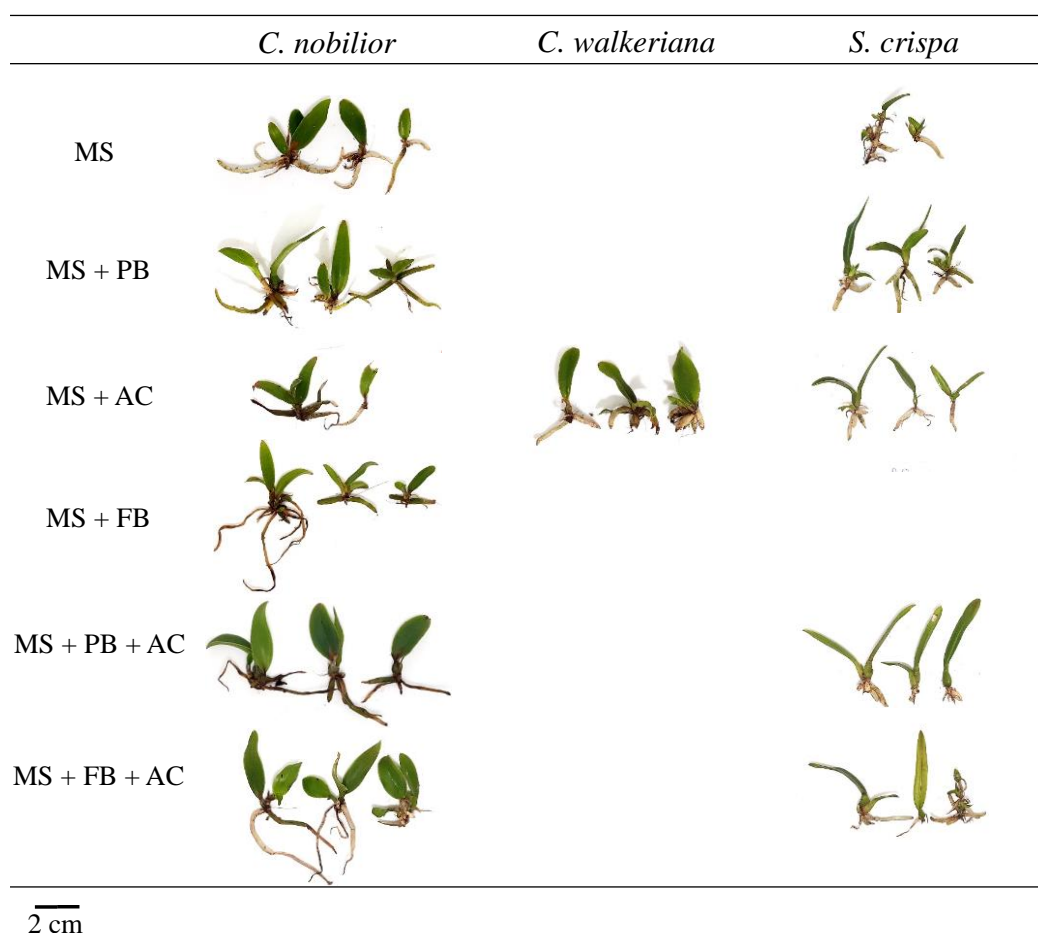 C. nobilior C. walkeriana S. crispa
MS
MS + PB
MS + AC
MS + FB
MS + PB + AC
MS + FB + AC
2 cm